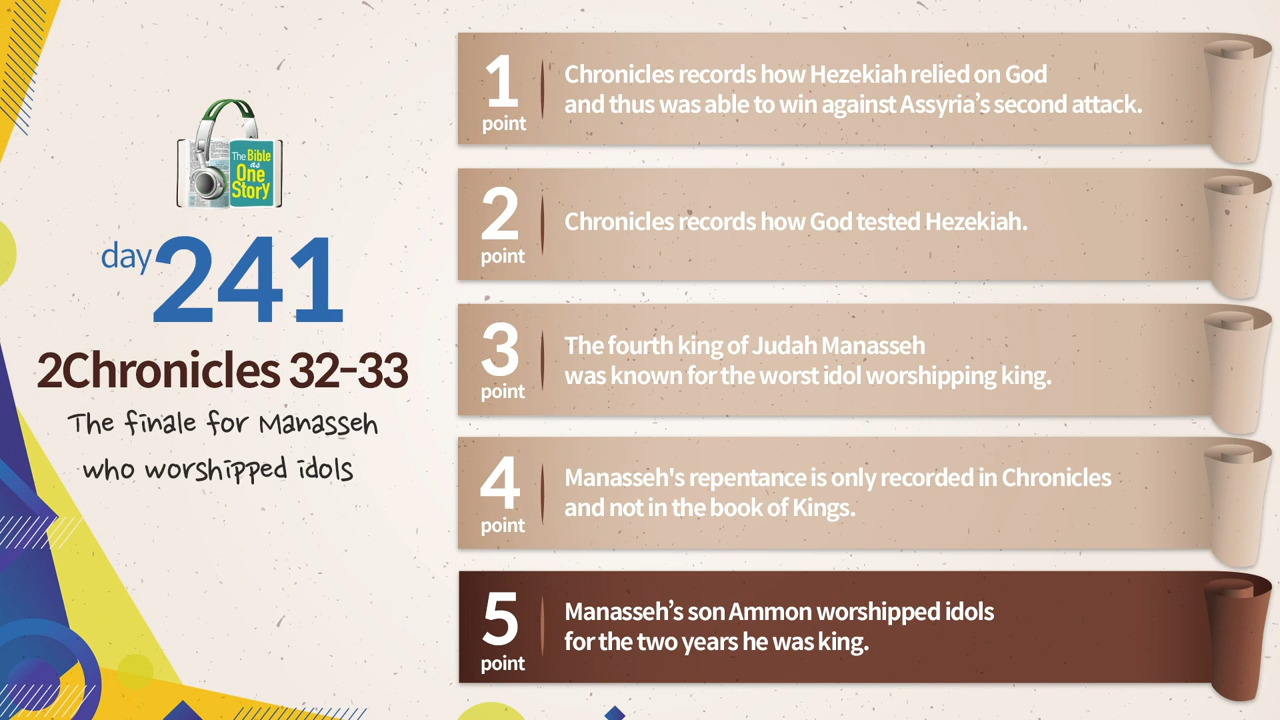 The Bible
as
One
Story
day241
2Chronicles 32-33
The finale for Manasseh
who worshipped idols
1
point
Chronicles records how Hezekiah relied on God
and thus was able to win against Assyria’s second attack.
2
point
Chronicles records how God tested Hezekiah.
3
point
The fourth king of Judah Manasseh
was known for the worst idol worshipping king.
4
point
Manasseh's repentance is only recorded in Chronicles
and not in the book of Kings.
5
point
Manasseh’s son Ammon worshipped idols
for the two years he was king.